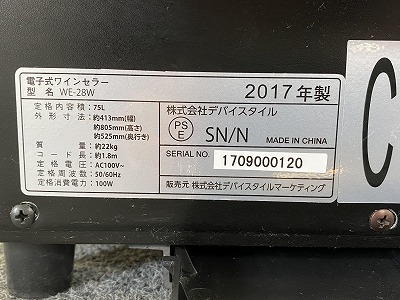 電子式ワインセラー
型 名 WE-28W
2017年製
定格内容積：75L
外形寸法：約413mm(幅)
約805mm(高さ)
約525mm(奥行き)
質量：約22kg
コード長：約1.8m
定格電圧：AC100V~
定格周波数：50/60Hz
定格消費電力：100W
株式会社デバイスタイル
PS
E
SN/N
MADE IN CHINA
SERIAL NO. 1709000120
販売元 株式会社デバイスタイルマーケティング
C